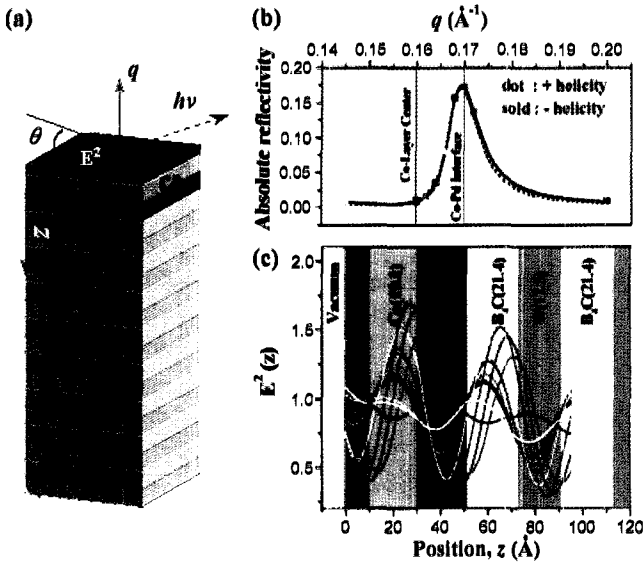 (a)
q
hν
θ
E²
Z
(b)
q (Å⁻¹)
0.14 0.15 0.16 0.17 0.18 0.19 0.20
Absolute reflectivity
0.20
0.15
0.10
0.05
0.00
dot : + helicity
sold : - helicity
Co-Layer Center
Co-Pd Interface
(c)
E² (z)
2.1
1.5
1.0
0.5
Vacuum
B₄C(21.4)
B₄C(21.4)
0 20 40 60 80 100 120
Position, z (Å)